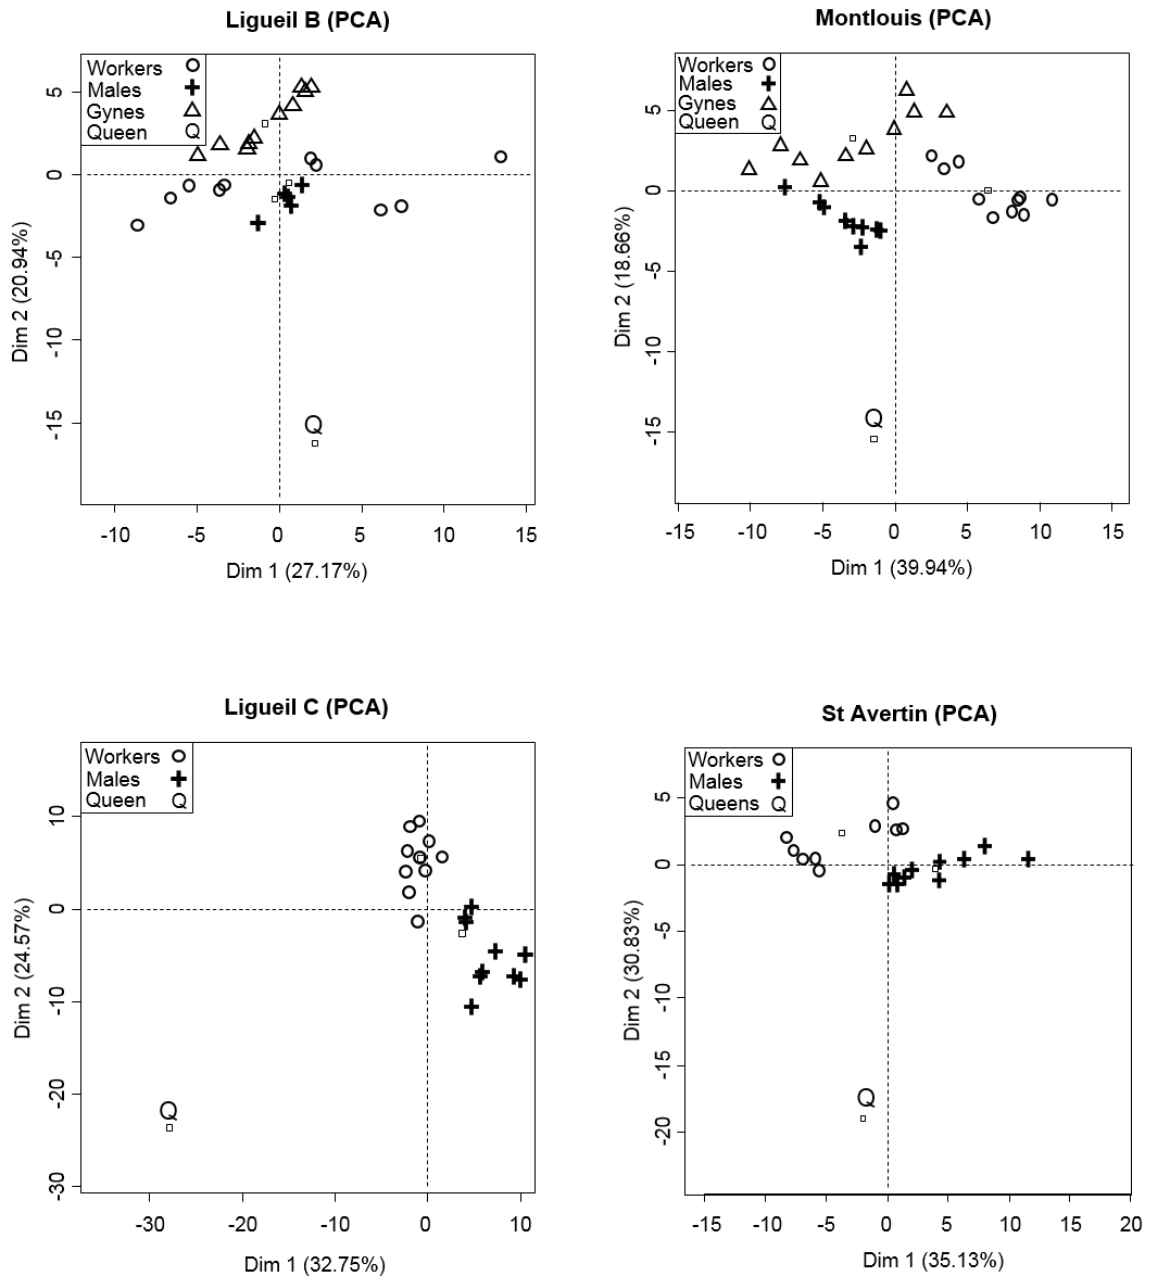 Ligueil B (PCA)
Workers
Males
Gynes
Queen
5
0
-5
-10
-15
Dim 2 (20.94%)
-10 -5 0 5 10 15
Dim 1 (27.17%)
Montlouis (PCA)
Workers
Males
Gynes
Queen
5
0
-5
-10
-15
Dim 2 (18.66%)
-15 -10 -5 0 5 10 15
Dim 1 (39.94%)
Ligueil C (PCA)
Workers
Males
Queen
10
0
-10
-20
-30
Dim 2 (24.57%)
-30 -20 -10 0 10
Dim 1 (32.75%)
St Avertin (PCA)
Workers
Males
Queens
5
0
-5
-10
-15
-20
Dim 2 (30.83%)
-15 -10 -5 0 5 10 15 20
Dim 1 (35.13%)